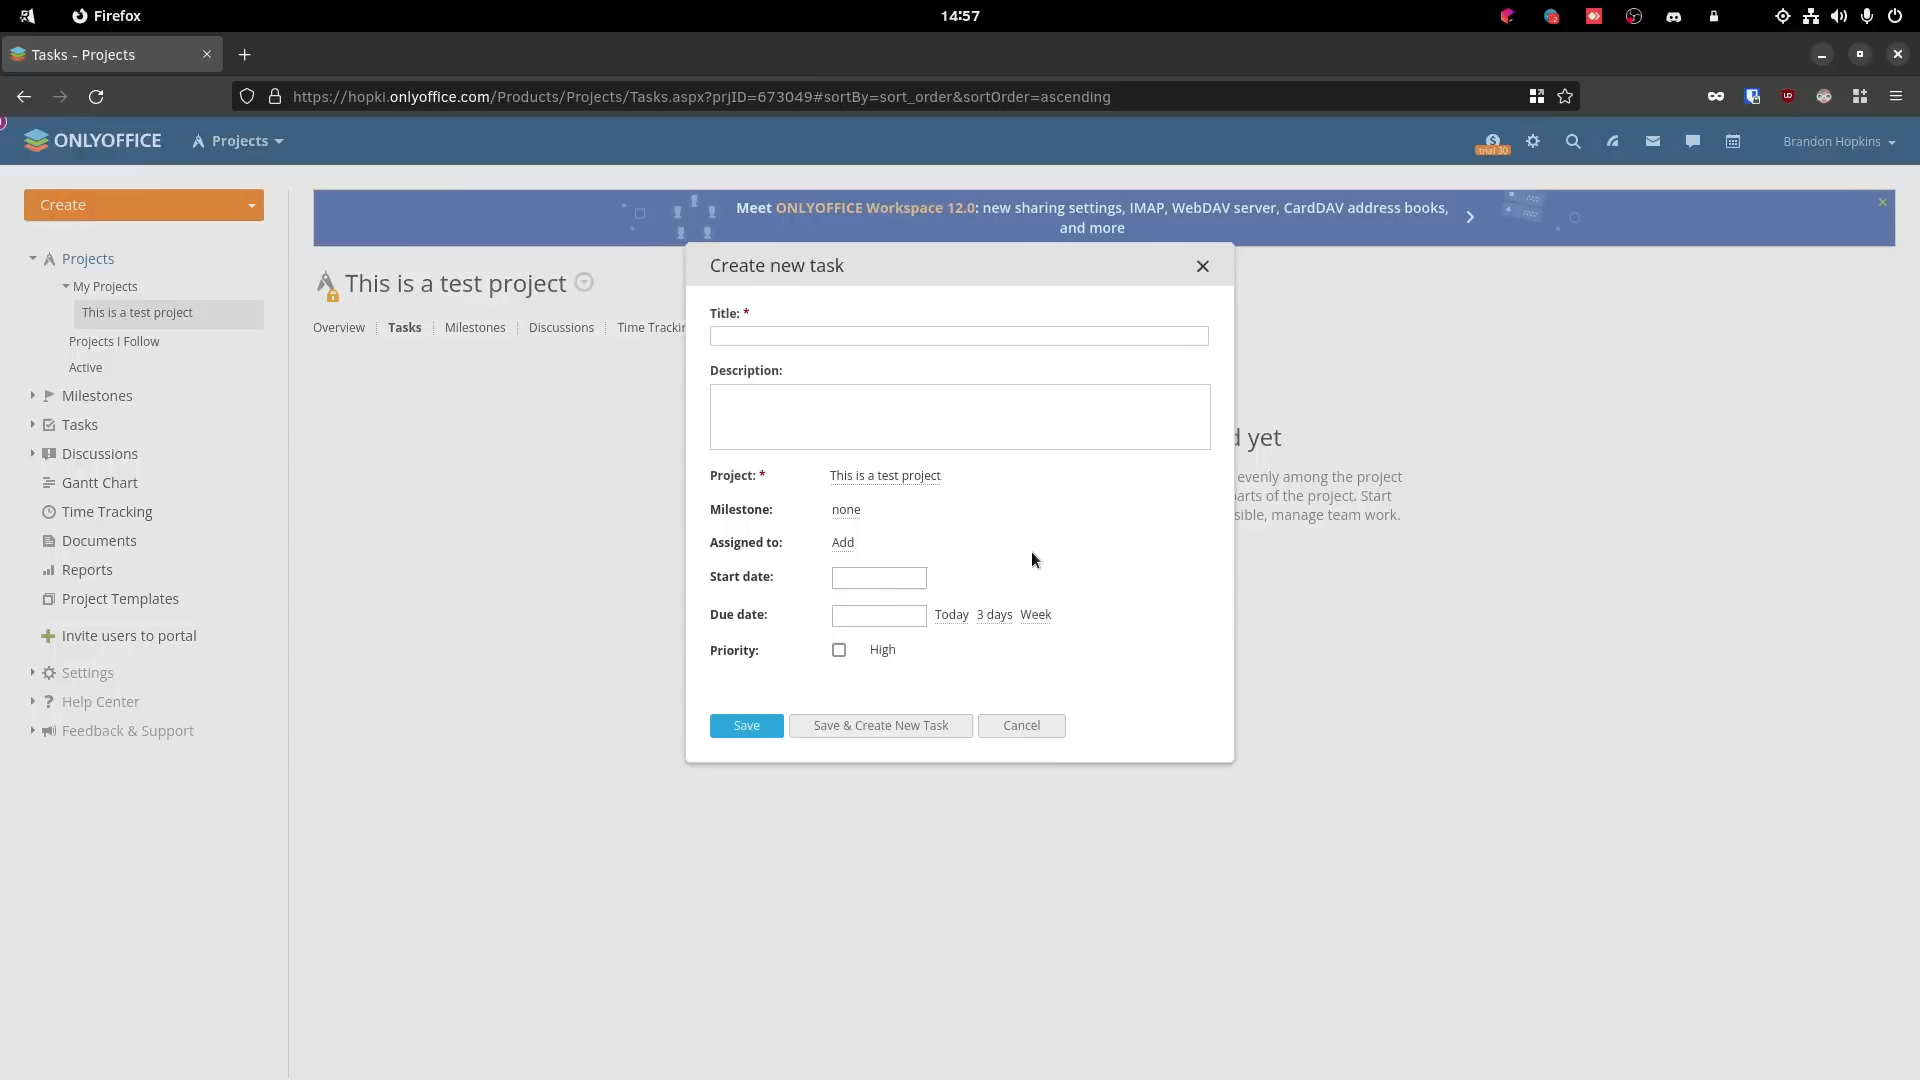 Firefox
14:57
Tasks - Projects
https://hopki.onlyoffice.com/Products/Projects/Tasks.aspx?prjID=673049#sortBy=sort_order&sortOrder=ascending
ONLYOFFICE
Projects
trial 30
Brandon Hopkins
Create
Meet ONLYOFFICE Workspace 12.0: new sharing settings, IMAP, WebDAV server, CardDAV address books,
and more
Projects
My Projects
This is a test project
Projects I Follow
Active
Milestones
Tasks
Discussions
Gantt Chart
Time Tracking
Documents
Reports
Project Templates
Invite users to portal
Settings
Help Center
Feedback & Support
This is a test project
Overview
Tasks
Milestones
Discussions
Time Trackin
Create new task
Title: *
Description:
Project: * This is a test project
Milestone: none
Assigned to: Add
Start date:
Due date: Today 3 days Week
Priority: High
Save
Save & Create New Task
Cancel
d yet
evenly among the project
arts of the project. Start
sible, manage team work.